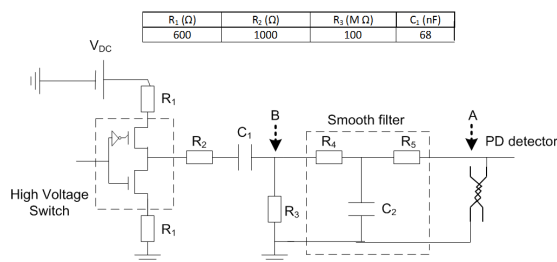 R₁ (Ω) R₂ (Ω) R₃ (M Ω) C₁ (nF)
600 1000 100 68
V_DC
R₁
B
Smooth filter
A
R₂
C₁
R₄
R₅
PD detector
High Voltage
Switch
R₃
C₂
R₁